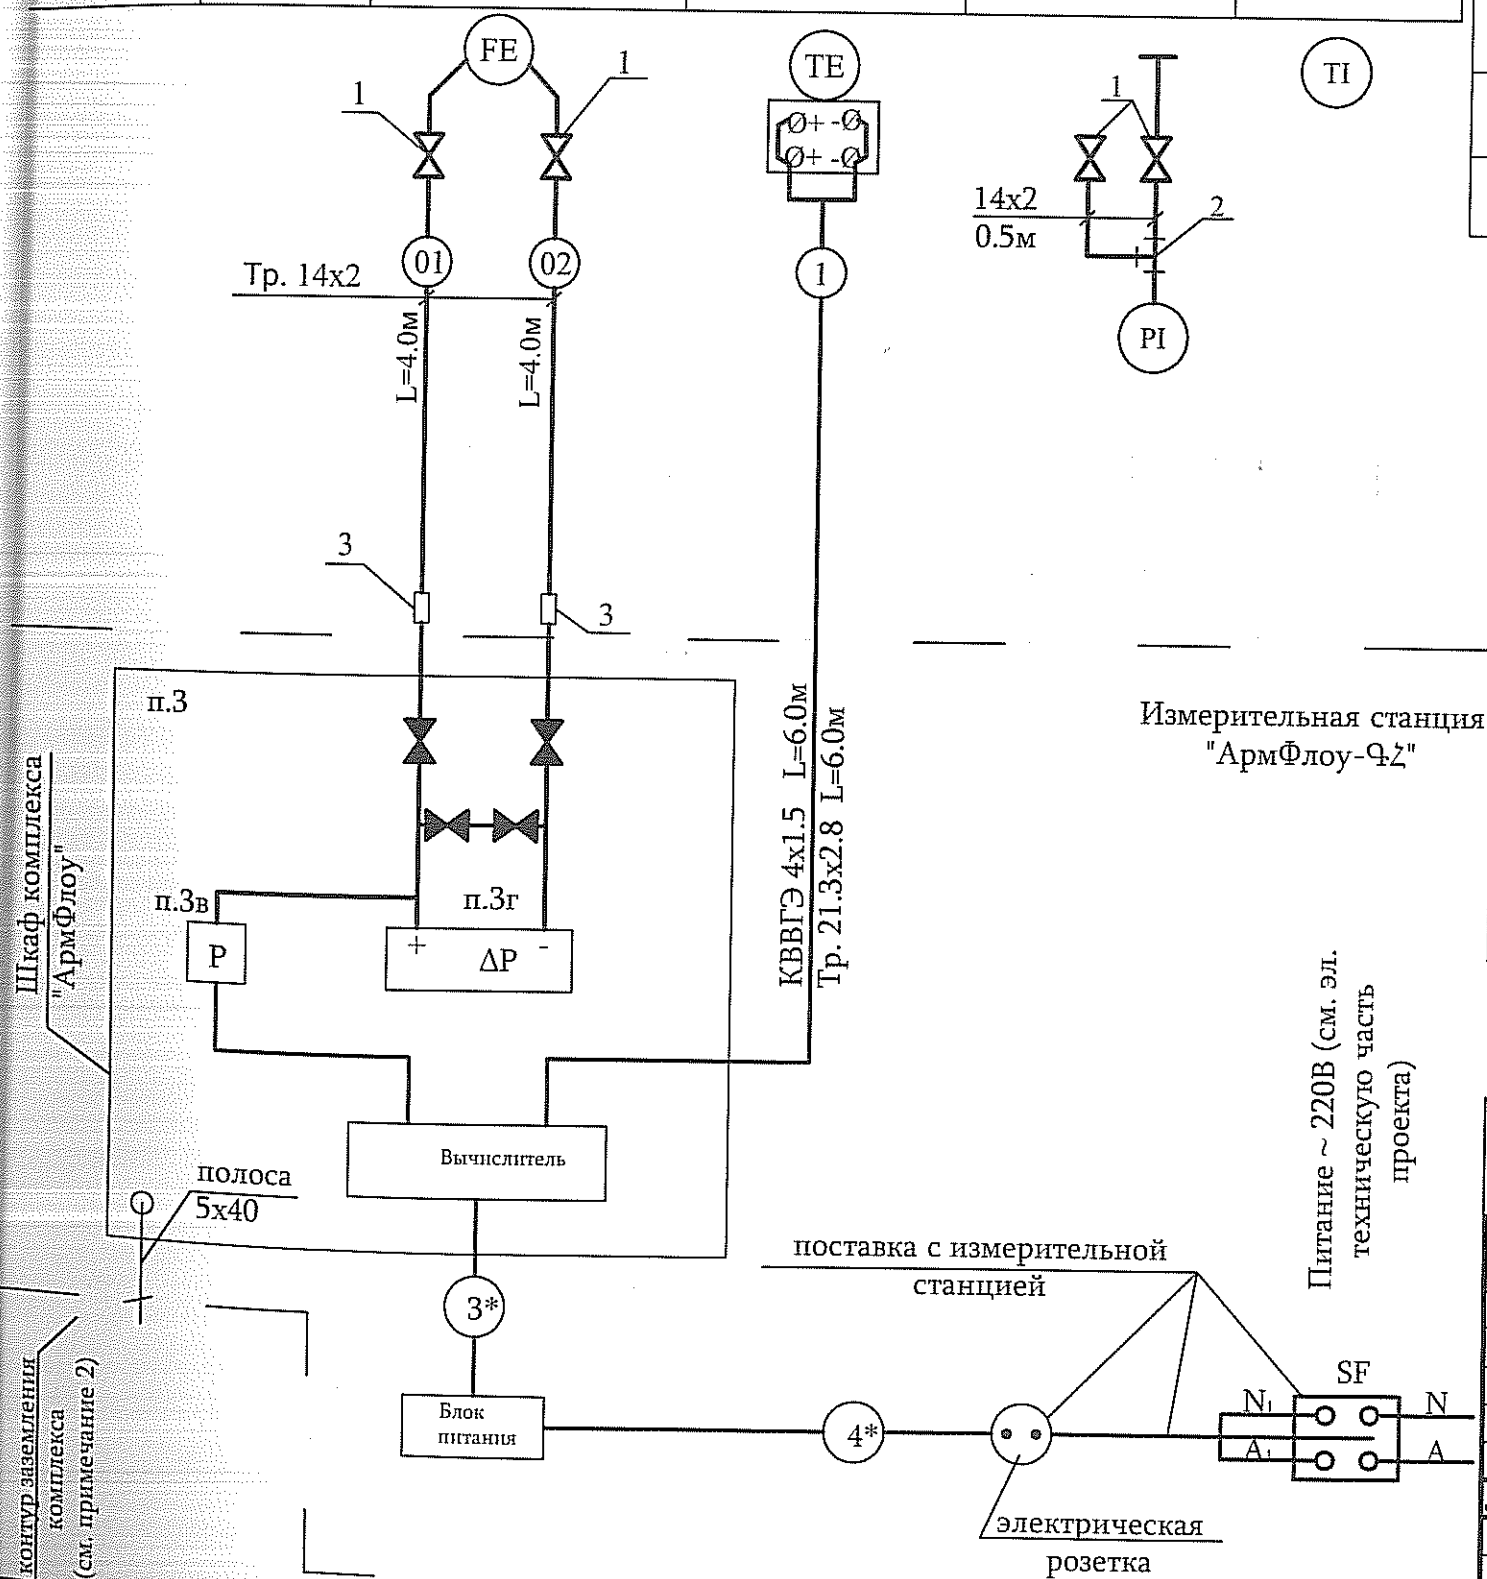 FE
TE
TI
1
1
1
Ø+ -Ø
Ø+ -Ø
14x2
0.5м
2
01
02
1
Тр. 14x2
L=4.0м
L=4.0м
PI
3
3
п.3
Измерительная станция
"АрмФлоу-ԳՀ"
Шкаф комплекса
"АрмФлоу"
КВВГЭ 4x1.5 L=6.0м
Тр. 21.3x2.8 L=6.0м
п.3в
п.3г
P
+ -
ΔP
Вычислитель
полоса
5x40
Питание ~ 220В (см. эл.
техническую часть
проекта)
поставка с измерительной
станцией
3*
контур заземления
комплекса
(см. примечание 2)
Блок
питания
4*
SF
N₁
N
A₁
A
электрическая
розетка